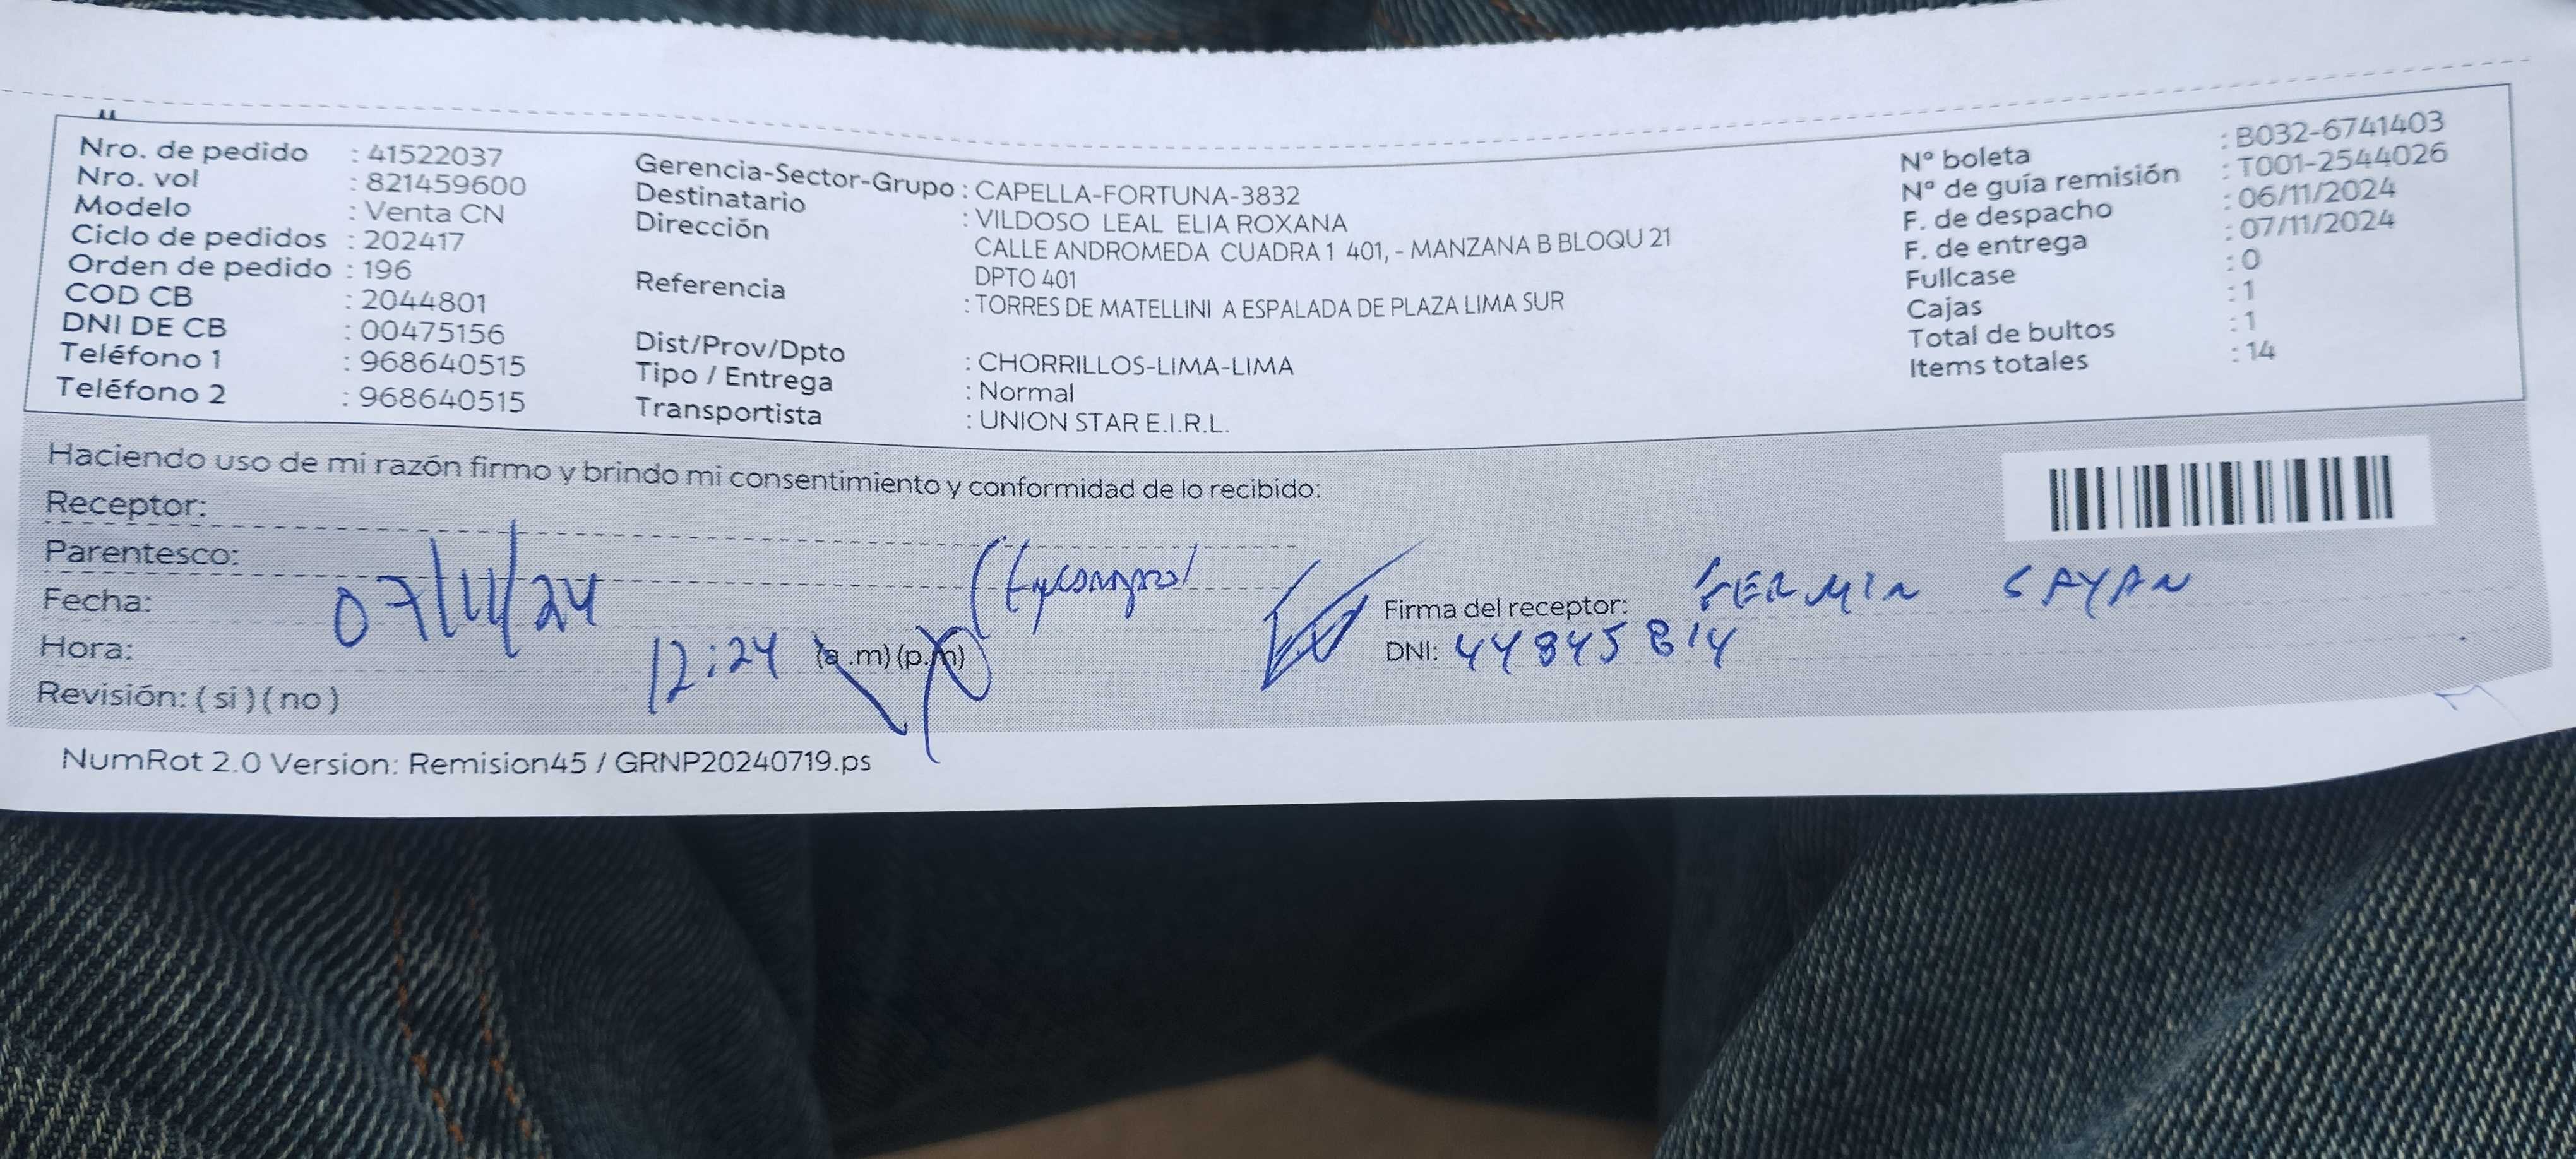 Nro. de pedido : 41522037
Nro. vol : 821459600
Modelo : Venta CN
Ciclo de pedidos : 202417
Orden de pedido : 196
COD CB : 2044801
DNI DE CB : 00475156
Teléfono 1 : 968640515
Teléfono 2 : 968640515
Gerencia-Sector-Grupo : CAPELLA-FORTUNA-3832
Destinatario : VILDOSO LEAL ELIA ROXANA
Dirección CALLE ANDROMEDA CUADRA 1 401, - MANZANA B BLOQU 21
DPTO 401
Referencia : TORRES DE MATELLINI A ESPALADA DE PLAZA LIMA SUR
Dist/Prov/Dpto : CHORRILLOS-LIMA-LIMA
Tipo / Entrega : Normal
Transportista : UNION STAR E.I.R.L.
N° boleta : B032-6741403
N° de guía remisión : T001-2544026
F. de despacho : 06/11/2024
F. de entrega : 07/11/2024
Fullcase : 0
Cajas : 1
Total de bultos : 1
Items totales : 14
Haciendo uso de mi razón firmo y brindo mi consentimiento y conformidad de lo recibido:
Receptor:
Parentesco:
Fecha: 07/11/24
Hora: 12:24 (a.m) (p.m)
Revisión: ( si ) ( no )
Firma del receptor: FERMIN SAYAN
DNI: 44845814
NumRot 2.0 Version: Remision45 / GRNP20240719.ps